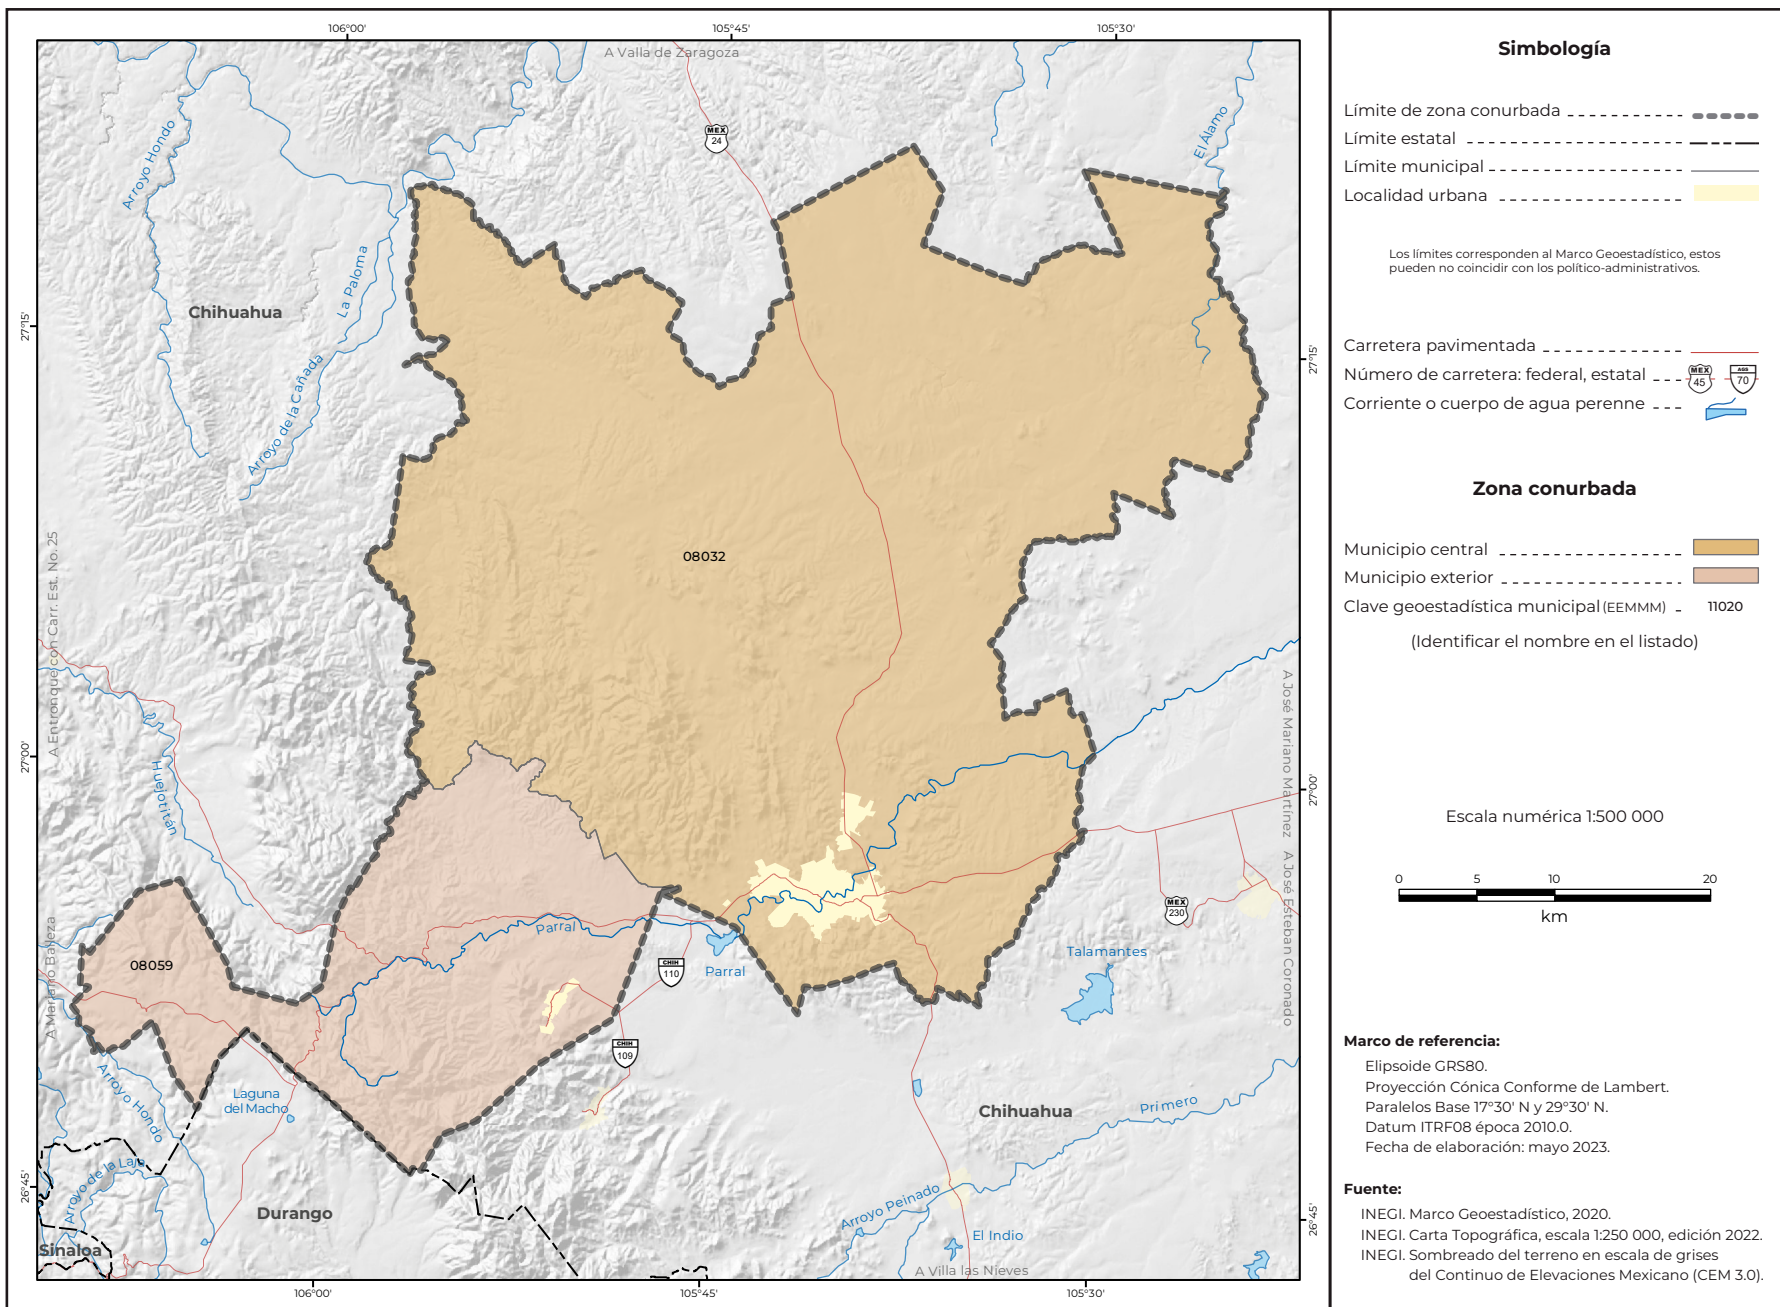 106°00'
105°45'
105°30'
A Valla de Zaragoza
MEX
24
El Álamo
Arroyo Hondo
La Paloma
Chihuahua
27°15'
27°15'
Arroyo de la Cañada
08032
A Entronque con Carr. Est. No. 25
A José Mariano Martínez
27°00'
27°00'
Huejotitán
A José Esteban Coronado
MEX
230
A Mariano Balleza
08059
Parral
CHIH
110
Parral
Talamantes
CHIH
109
Arroyo Hondo
Laguna
del Macho
Chihuahua
Primero
Arroyo de la Laja
26°45'
26°45'
Durango
Arroyo Peinado
Sinaloa
El Indio
A Villa las Nieves
106°00'
105°45'
105°30'
Simbología
Límite de zona conurbada
Límite estatal
Límite municipal
Localidad urbana
Los límites corresponden al Marco Geoestadístico, estos
pueden no coincidir con los político-administrativos.
Carretera pavimentada
Número de carretera: federal, estatal MEX 45 AGS 70
Corriente o cuerpo de agua perenne
Zona conurbada
Municipio central
Municipio exterior
Clave geoestadística municipal (EEMMM) 11020
(Identificar el nombre en el listado)
Escala numérica 1:500 000
0 5 10 20
km
Marco de referencia:
Elipsoide GRS80.
Proyección Cónica Conforme de Lambert.
Paralelos Base 17°30' N y 29°30' N.
Datum ITRF08 época 2010.0.
Fecha de elaboración: mayo 2023.
Fuente:
INEGI. Marco Geoestadístico, 2020.
INEGI. Carta Topográfica, escala 1:250 000, edición 2022.
INEGI. Sombreado del terreno en escala de grises
del Continuo de Elevaciones Mexicano (CEM 3.0).